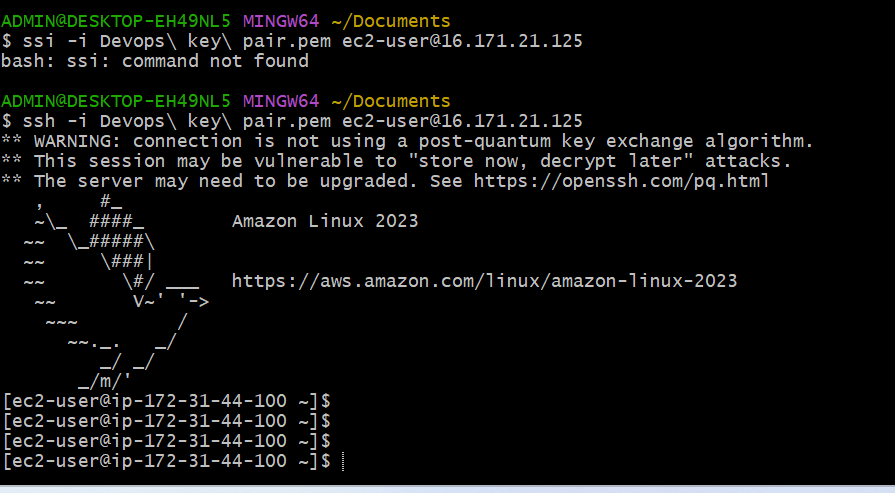 ADMIN@DESKTOP-EH49NL5 MINGW64 ~/Documents
$ ssi -i Devops\ key\ pair.pem ec2-user@16.171.21.125
bash: ssi: command not found

ADMIN@DESKTOP-EH49NL5 MINGW64 ~/Documents
$ ssh -i Devops\ key\ pair.pem ec2-user@16.171.21.125
** WARNING: connection is not using a post-quantum key exchange algorithm.
** This session may be vulnerable to "store now, decrypt later" attacks.
** The server may need to be upgraded. See https://openssh.com/pq.html
   ,     #_
   ~\_  ####_        Amazon Linux 2023
  ~~  \_#####\
  ~~     \###|
  ~~       \#/ ___   https://aws.amazon.com/linux/amazon-linux-2023
   ~~       V~' '->
    ~~~         /
      ~~._.   _/
         _/ _/
       _/m/'
[ec2-user@ip-172-31-44-100 ~]$
[ec2-user@ip-172-31-44-100 ~]$
[ec2-user@ip-172-31-44-100 ~]$
[ec2-user@ip-172-31-44-100 ~]$